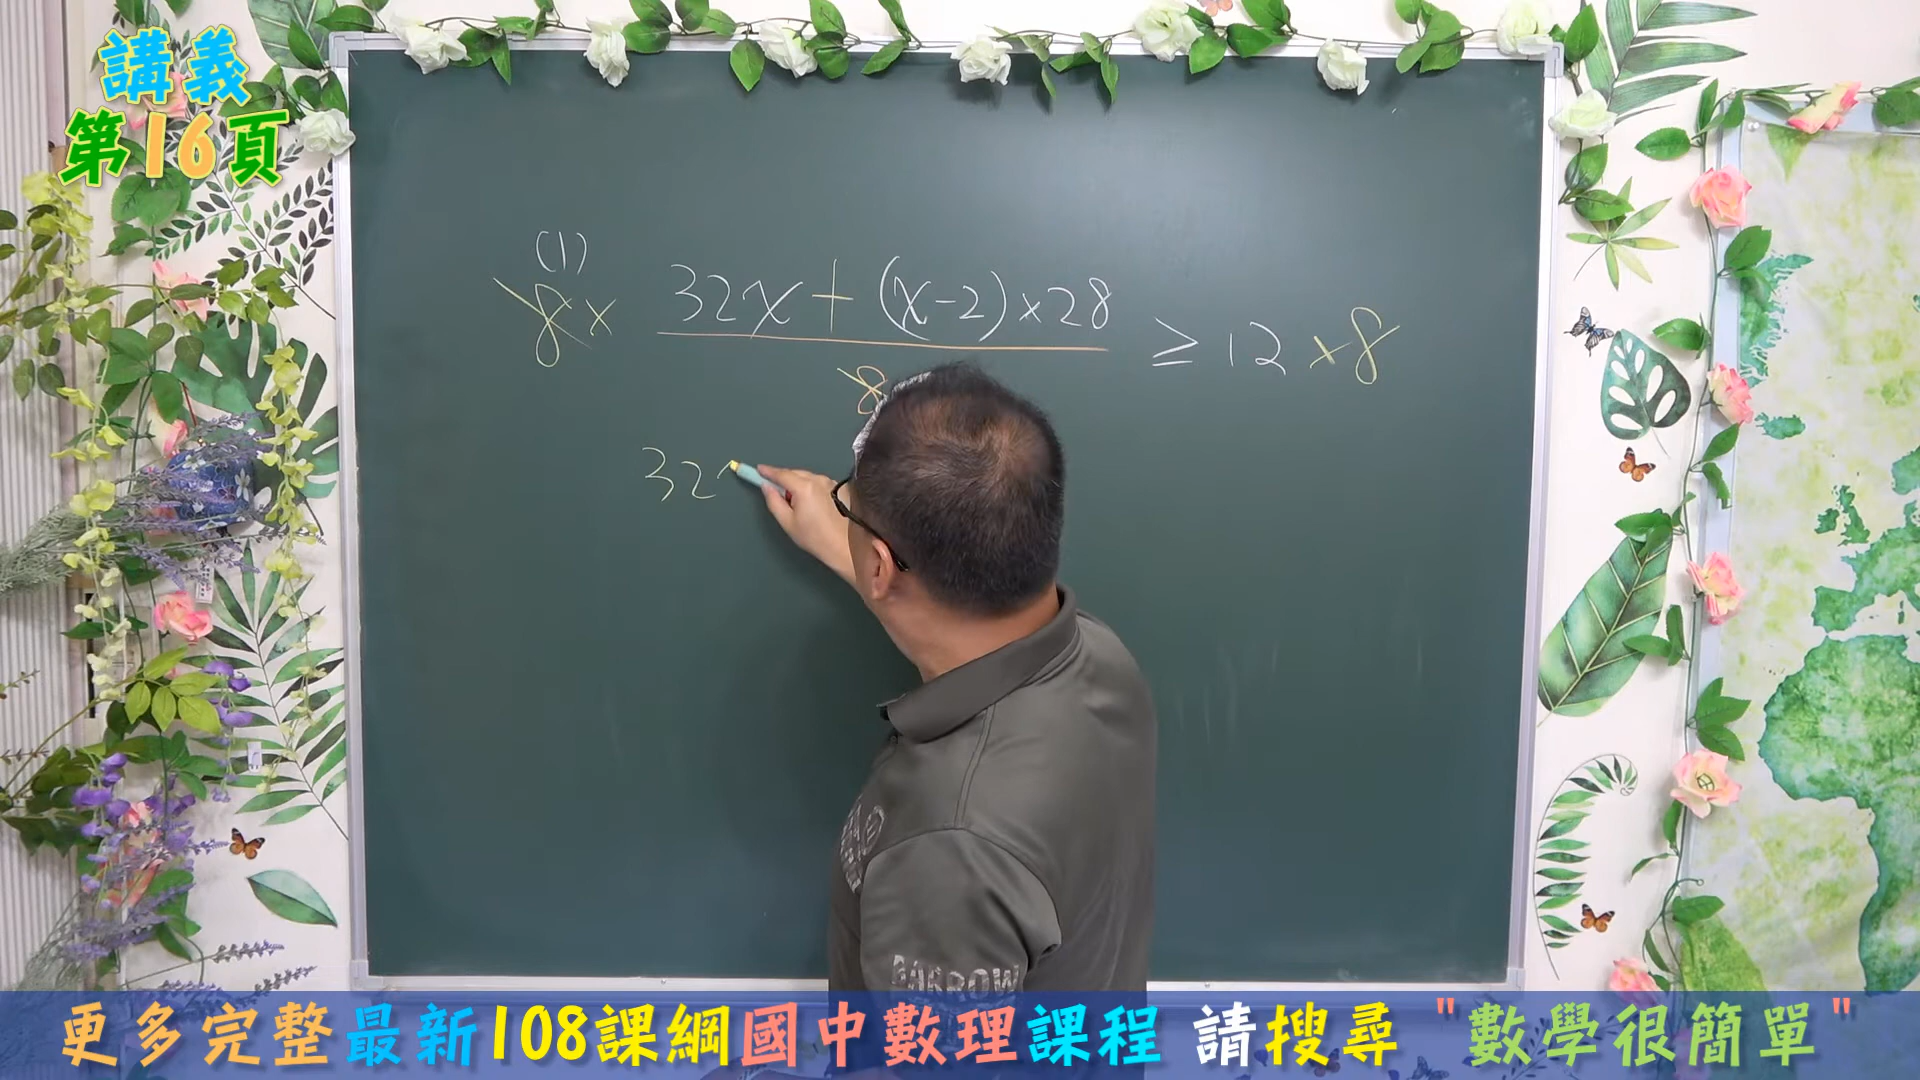 講義
第16頁
(1)
8× 32x+(x-2)×28 ≥ 12 ×8
8
32x
BARROW
更多完整最新108課綱國中數理課程 請搜尋 "數學很簡單"